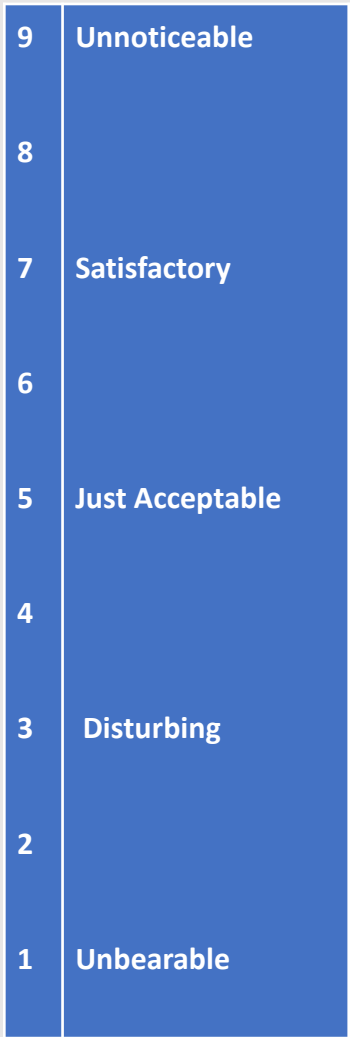 9 Unnoticeable
8
7 Satisfactory
6
5 Just Acceptable
4
3 Disturbing
2
1 Unbearable